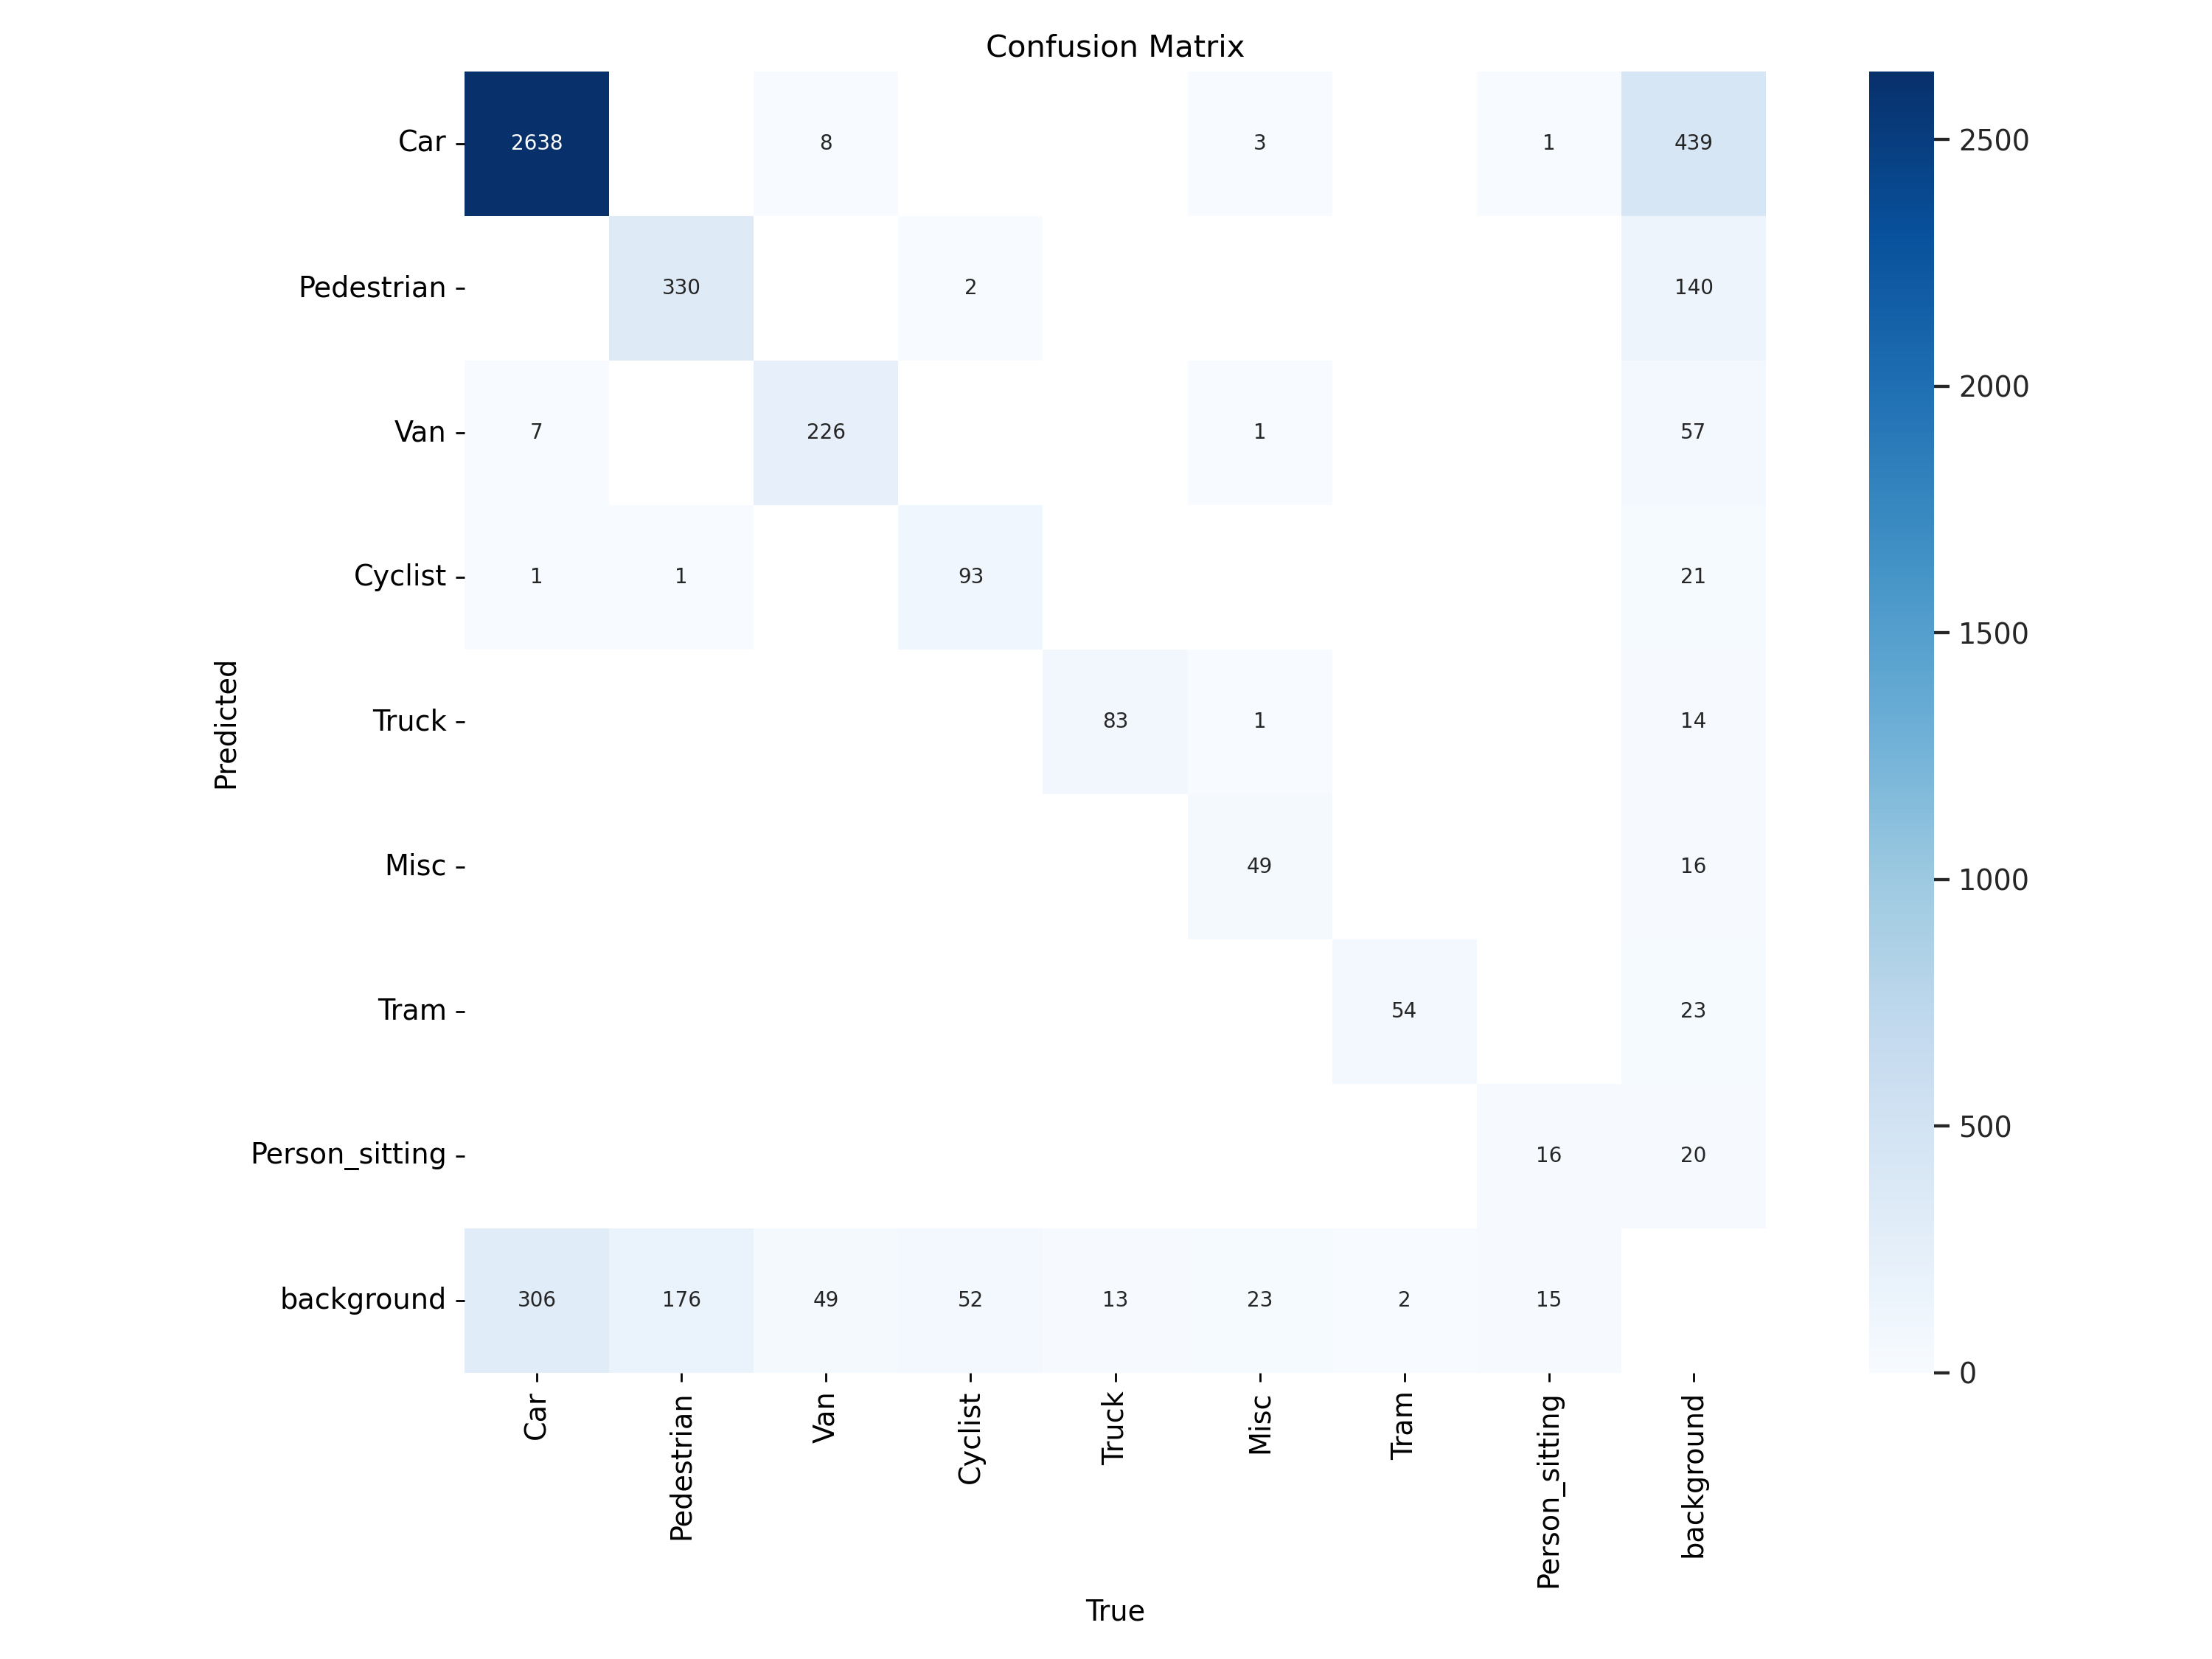 Confusion Matrix
Car 2638 8 3 1 439
Pedestrian 330 2 140
Van 7 226 1 57
Cyclist 1 1 93 21
Truck 83 1 14
Misc 49 16
Tram 54 23
Person_sitting 16 20
background 306 176 49 52 13 23 2 15
Predicted
Car Pedestrian Van Cyclist Truck Misc Tram Person_sitting background
True
2500
2000
1500
1000
500
0